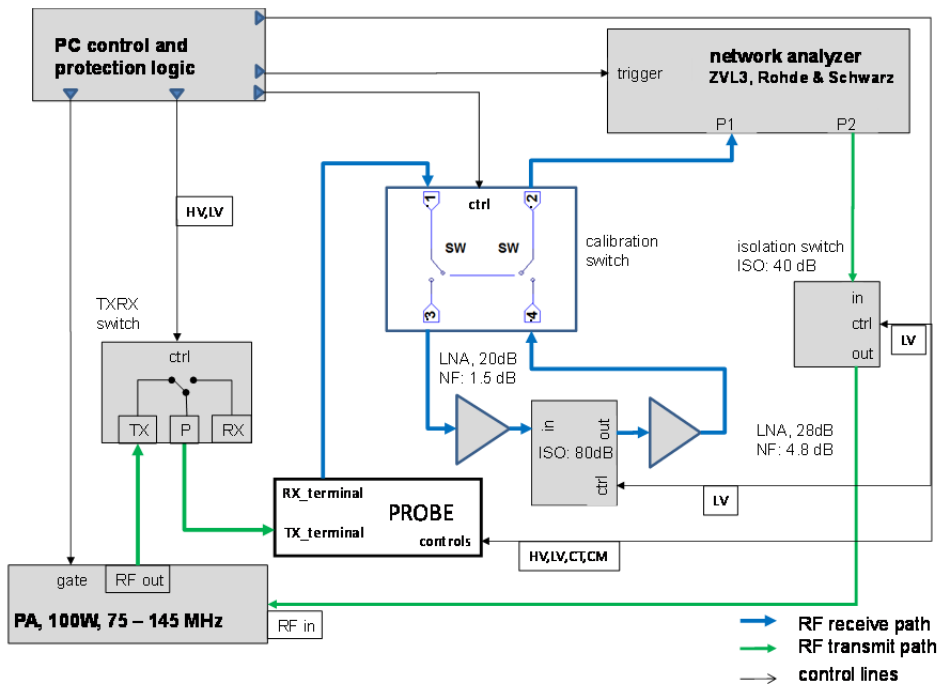 PC control and
protection logic
network analyzer
ZVL3, Rohde & Schwarz
trigger
P1
P2
HV,LV
.1
ctrl
.2
SW
SW
.3
.4
calibration
switch
isolation switch
ISO: 40 dB
in
ctrl
out
LV
TXRX
switch
ctrl
TX
P
RX
LNA, 20dB
NF: 1.5 dB
.in
out
ISO: 80dB
ctrl
LNA, 28dB
NF: 4.8 dB
LV
RX_terminal
PROBE
TX_terminal
controls
HV,LV,CT,CM
gate
RF out
PA, 100W, 75 – 145 MHz
RF in
RF receive path
RF transmit path
control lines